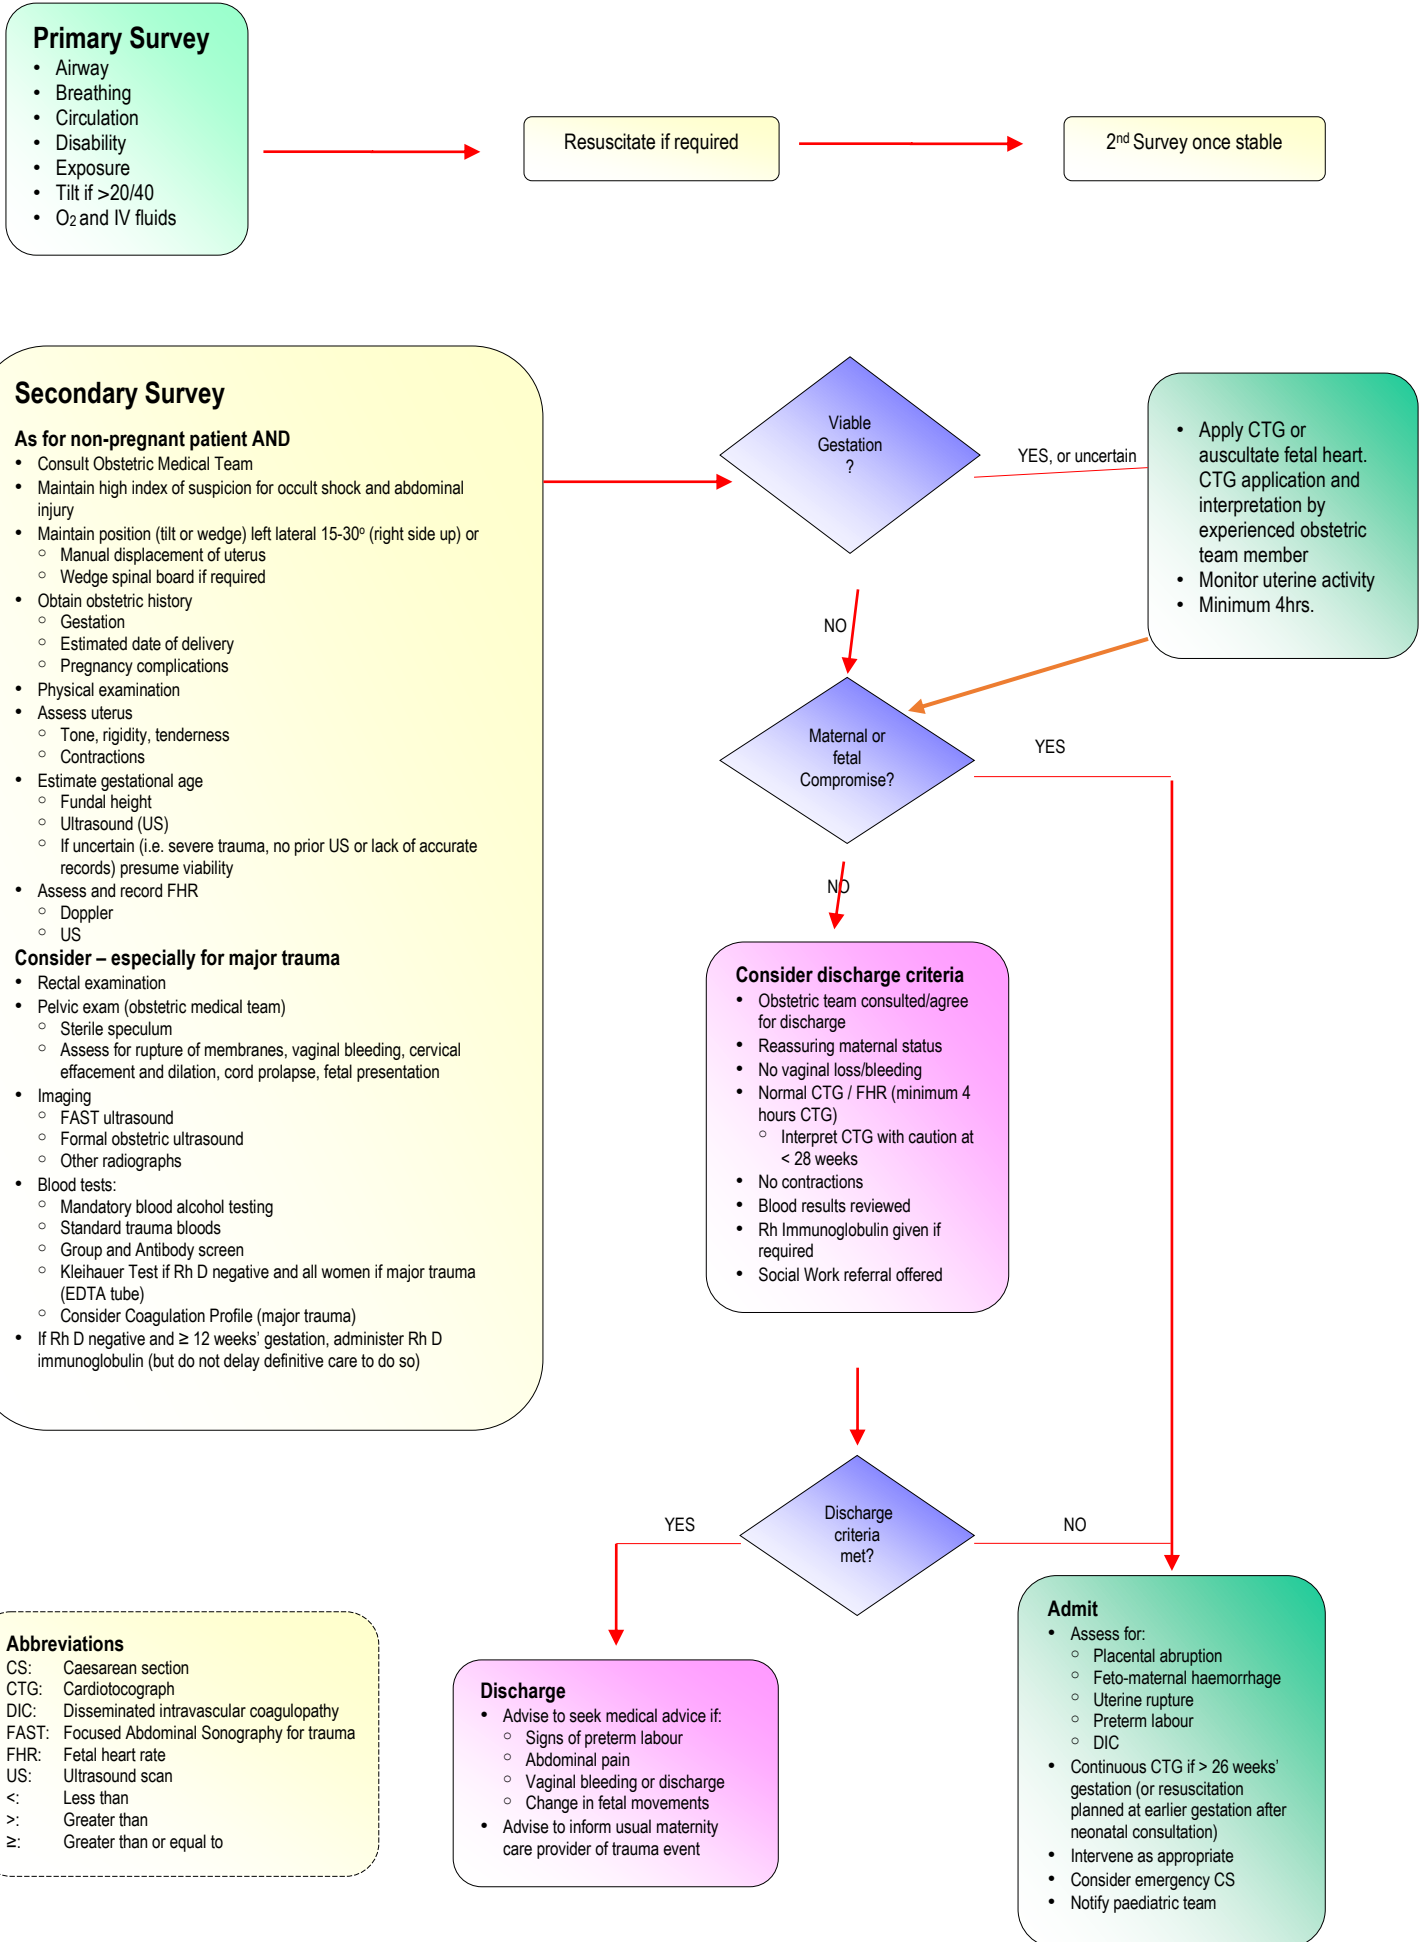 Primary Survey
• Airway
• Breathing
• Circulation
• Disability
• Exposure
• Tilt if >20/40
• O2 and IV fluids
Resuscitate if required
2nd Survey once stable
Secondary Survey
As for non-pregnant patient AND
• Consult Obstetric Medical Team
• Maintain high index of suspicion for occult shock and abdominal
injury
• Maintain position (tilt or wedge) left lateral 15-30º (right side up) or
○ Manual displacement of uterus
○ Wedge spinal board if required
• Obtain obstetric history
○ Gestation
○ Estimated date of delivery
○ Pregnancy complications
• Physical examination
• Assess uterus
○ Tone, rigidity, tenderness
○ Contractions
• Estimate gestational age
○ Fundal height
○ Ultrasound (US)
○ If uncertain (i.e. severe trauma, no prior US or lack of accurate
records) presume viability
• Assess and record FHR
○ Doppler
○ US
Consider – especially for major trauma
• Rectal examination
• Pelvic exam (obstetric medical team)
○ Sterile speculum
○ Assess for rupture of membranes, vaginal bleeding, cervical
effacement and dilation, cord prolapse, fetal presentation
• Imaging
○ FAST ultrasound
○ Formal obstetric ultrasound
○ Other radiographs
• Blood tests:
○ Mandatory blood alcohol testing
○ Standard trauma bloods
○ Group and Antibody screen
○ Kleihauer Test if Rh D negative and all women if major trauma
(EDTA tube)
○ Consider Coagulation Profile (major trauma)
• If Rh D negative and ≥ 12 weeks’ gestation, administer Rh D
immunoglobulin (but do not delay definitive care to do so)
Viable
Gestation
?
YES, or uncertain
• Apply CTG or
auscultate fetal heart.
CTG application and
interpretation by
experienced obstetric
team member
• Monitor uterine activity
• Minimum 4hrs.
NO
Maternal or
fetal
Compromise?
YES
NO
Consider discharge criteria
• Obstetric team consulted/agree
for discharge
• Reassuring maternal status
• No vaginal loss/bleeding
• Normal CTG / FHR (minimum 4
hours CTG)
○ Interpret CTG with caution at
< 28 weeks
• No contractions
• Blood results reviewed
• Rh Immunoglobulin given if
required
• Social Work referral offered
Discharge
criteria
met?
YES
NO
Abbreviations
CS: Caesarean section
CTG: Cardiotocograph
DIC: Disseminated intravascular coagulopathy
FAST: Focused Abdominal Sonography for trauma
FHR: Fetal heart rate
US: Ultrasound scan
<: Less than
>: Greater than
≥: Greater than or equal to
Discharge
• Advise to seek medical advice if:
○ Signs of preterm labour
○ Abdominal pain
○ Vaginal bleeding or discharge
○ Change in fetal movements
• Advise to inform usual maternity
care provider of trauma event
Admit
• Assess for:
○ Placental abruption
○ Feto-maternal haemorrhage
○ Uterine rupture
○ Preterm labour
○ DIC
• Continuous CTG if > 26 weeks’
gestation (or resuscitation
planned at earlier gestation after
neonatal consultation)
• Intervene as appropriate
• Consider emergency CS
• Notify paediatric team